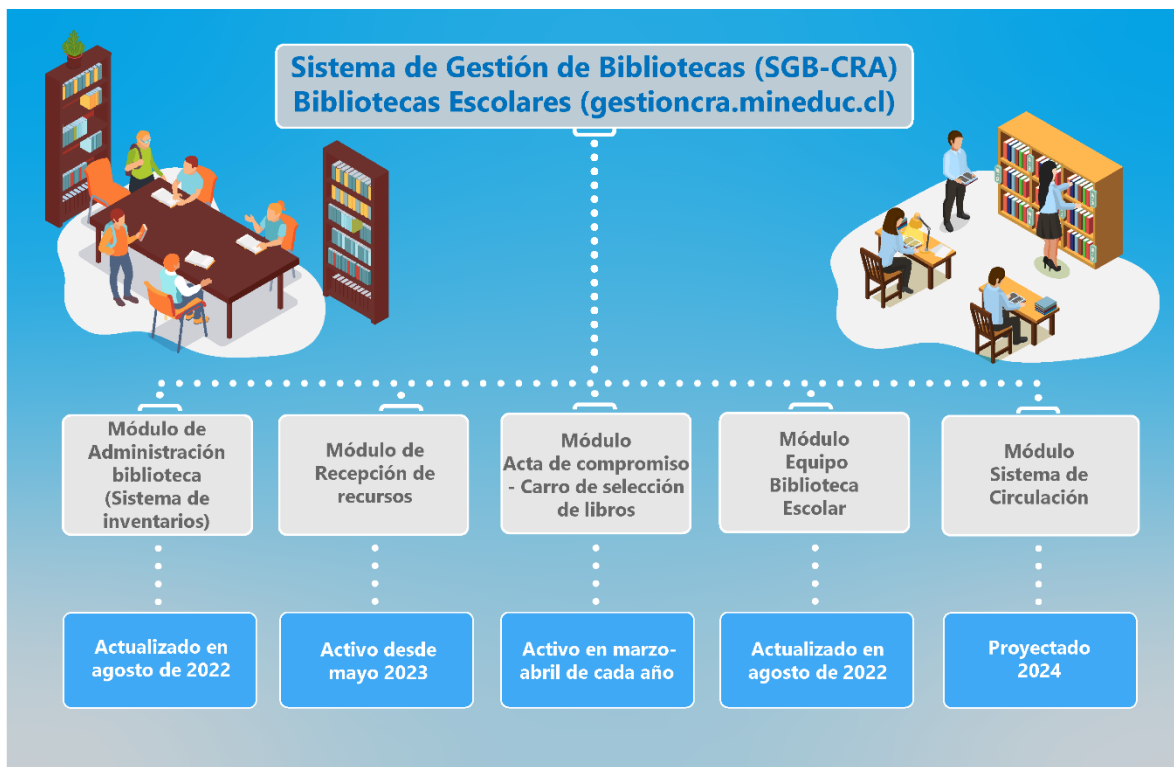 Sistema de Gestión de Bibliotecas (SGB-CRA)
Bibliotecas Escolares (gestioncra.mineduc.cl)
Módulo de
Administración
biblioteca
(Sistema de
inventarios)
Módulo de
Recepción de
recursos
Módulo
Acta de compromiso
- Carro de selección
de libros
Módulo
Equipo
Biblioteca
Escolar
Módulo
Sistema de
Circulación
Actualizado en
agosto de 2022
Activo desde
mayo 2023
Activo en marzo-
abril de cada año
Actualizado en
agosto de 2022
Proyectado
2024